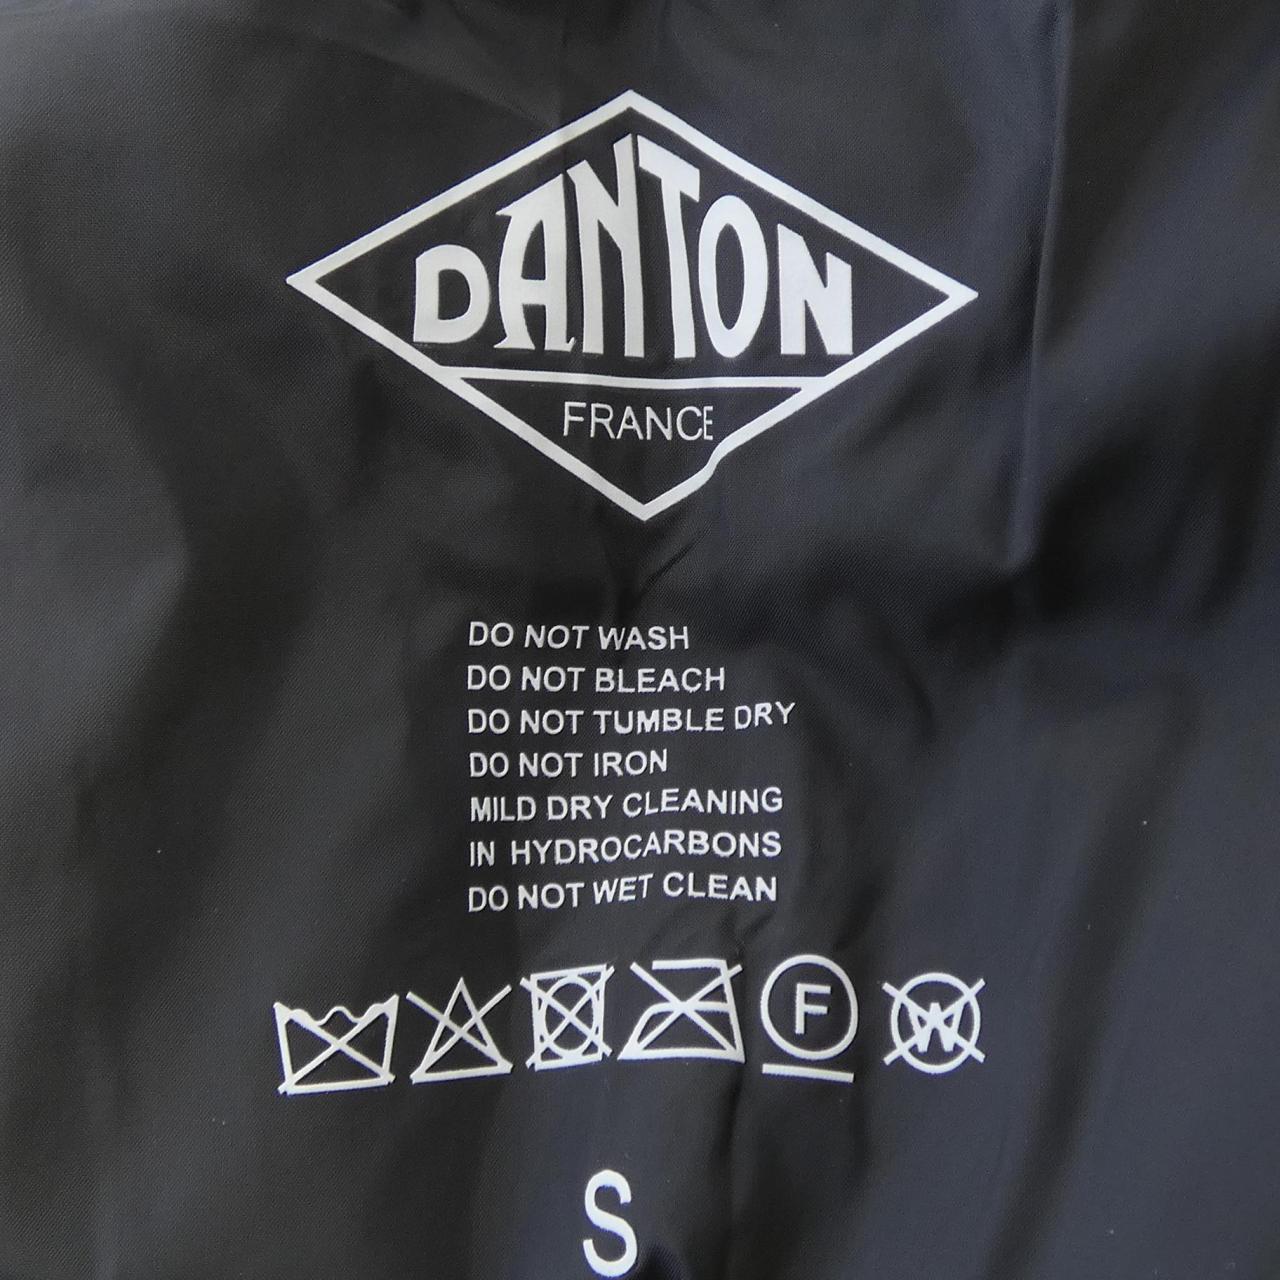 DANTON
FRANCE
DO NOT WASH
DO NOT BLEACH
DO NOT TUMBLE DRY
DO NOT IRON
MILD DRY CLEANING
IN HYDROCARBONS
DO NOT WET CLEAN
F W
S